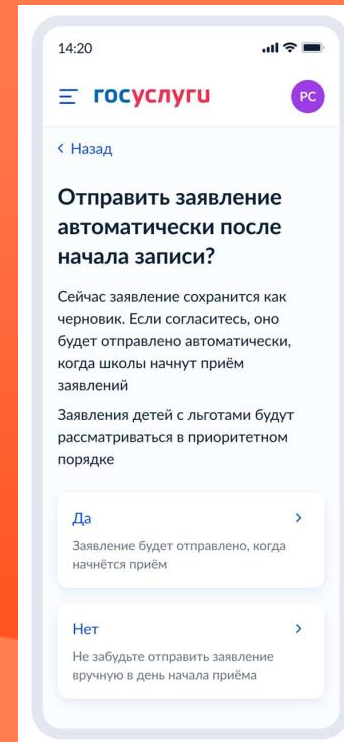 14:20
госуслуги
РС
Назад
Отправить заявление
автоматически после
начала записи?
Сейчас заявление сохранится как
черновик. Если согласитесь, оно
будет отправлено автоматически,
когда школы начнут приём
заявлений
Заявления детей с льготами будут
рассматриваться в приоритетном
порядке
Да
Заявление будет отправлено, когда
начнётся приём
Нет
Не забудьте отправить заявление
вручную в день начала приёма